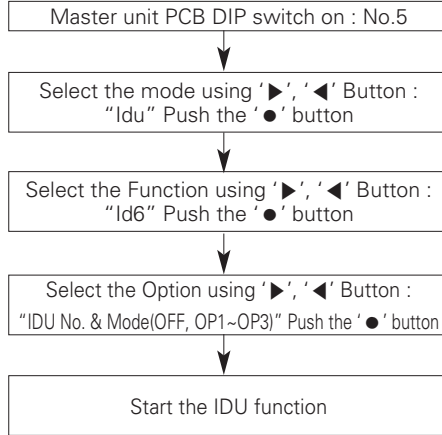 Master unit PCB DIP switch on : No.5
Select the mode using ‘▶’, ‘◀’ Button :
“Idu” Push the ‘●’ button
Select the Function using ‘▶’, ‘◀’ Button :
“Id6” Push the ‘●’ button
Select the Option using ‘▶’, ‘◀’ Button :
“IDU No. & Mode(OFF, OP1~OP3)” Push the ‘●’ button
Start the IDU function